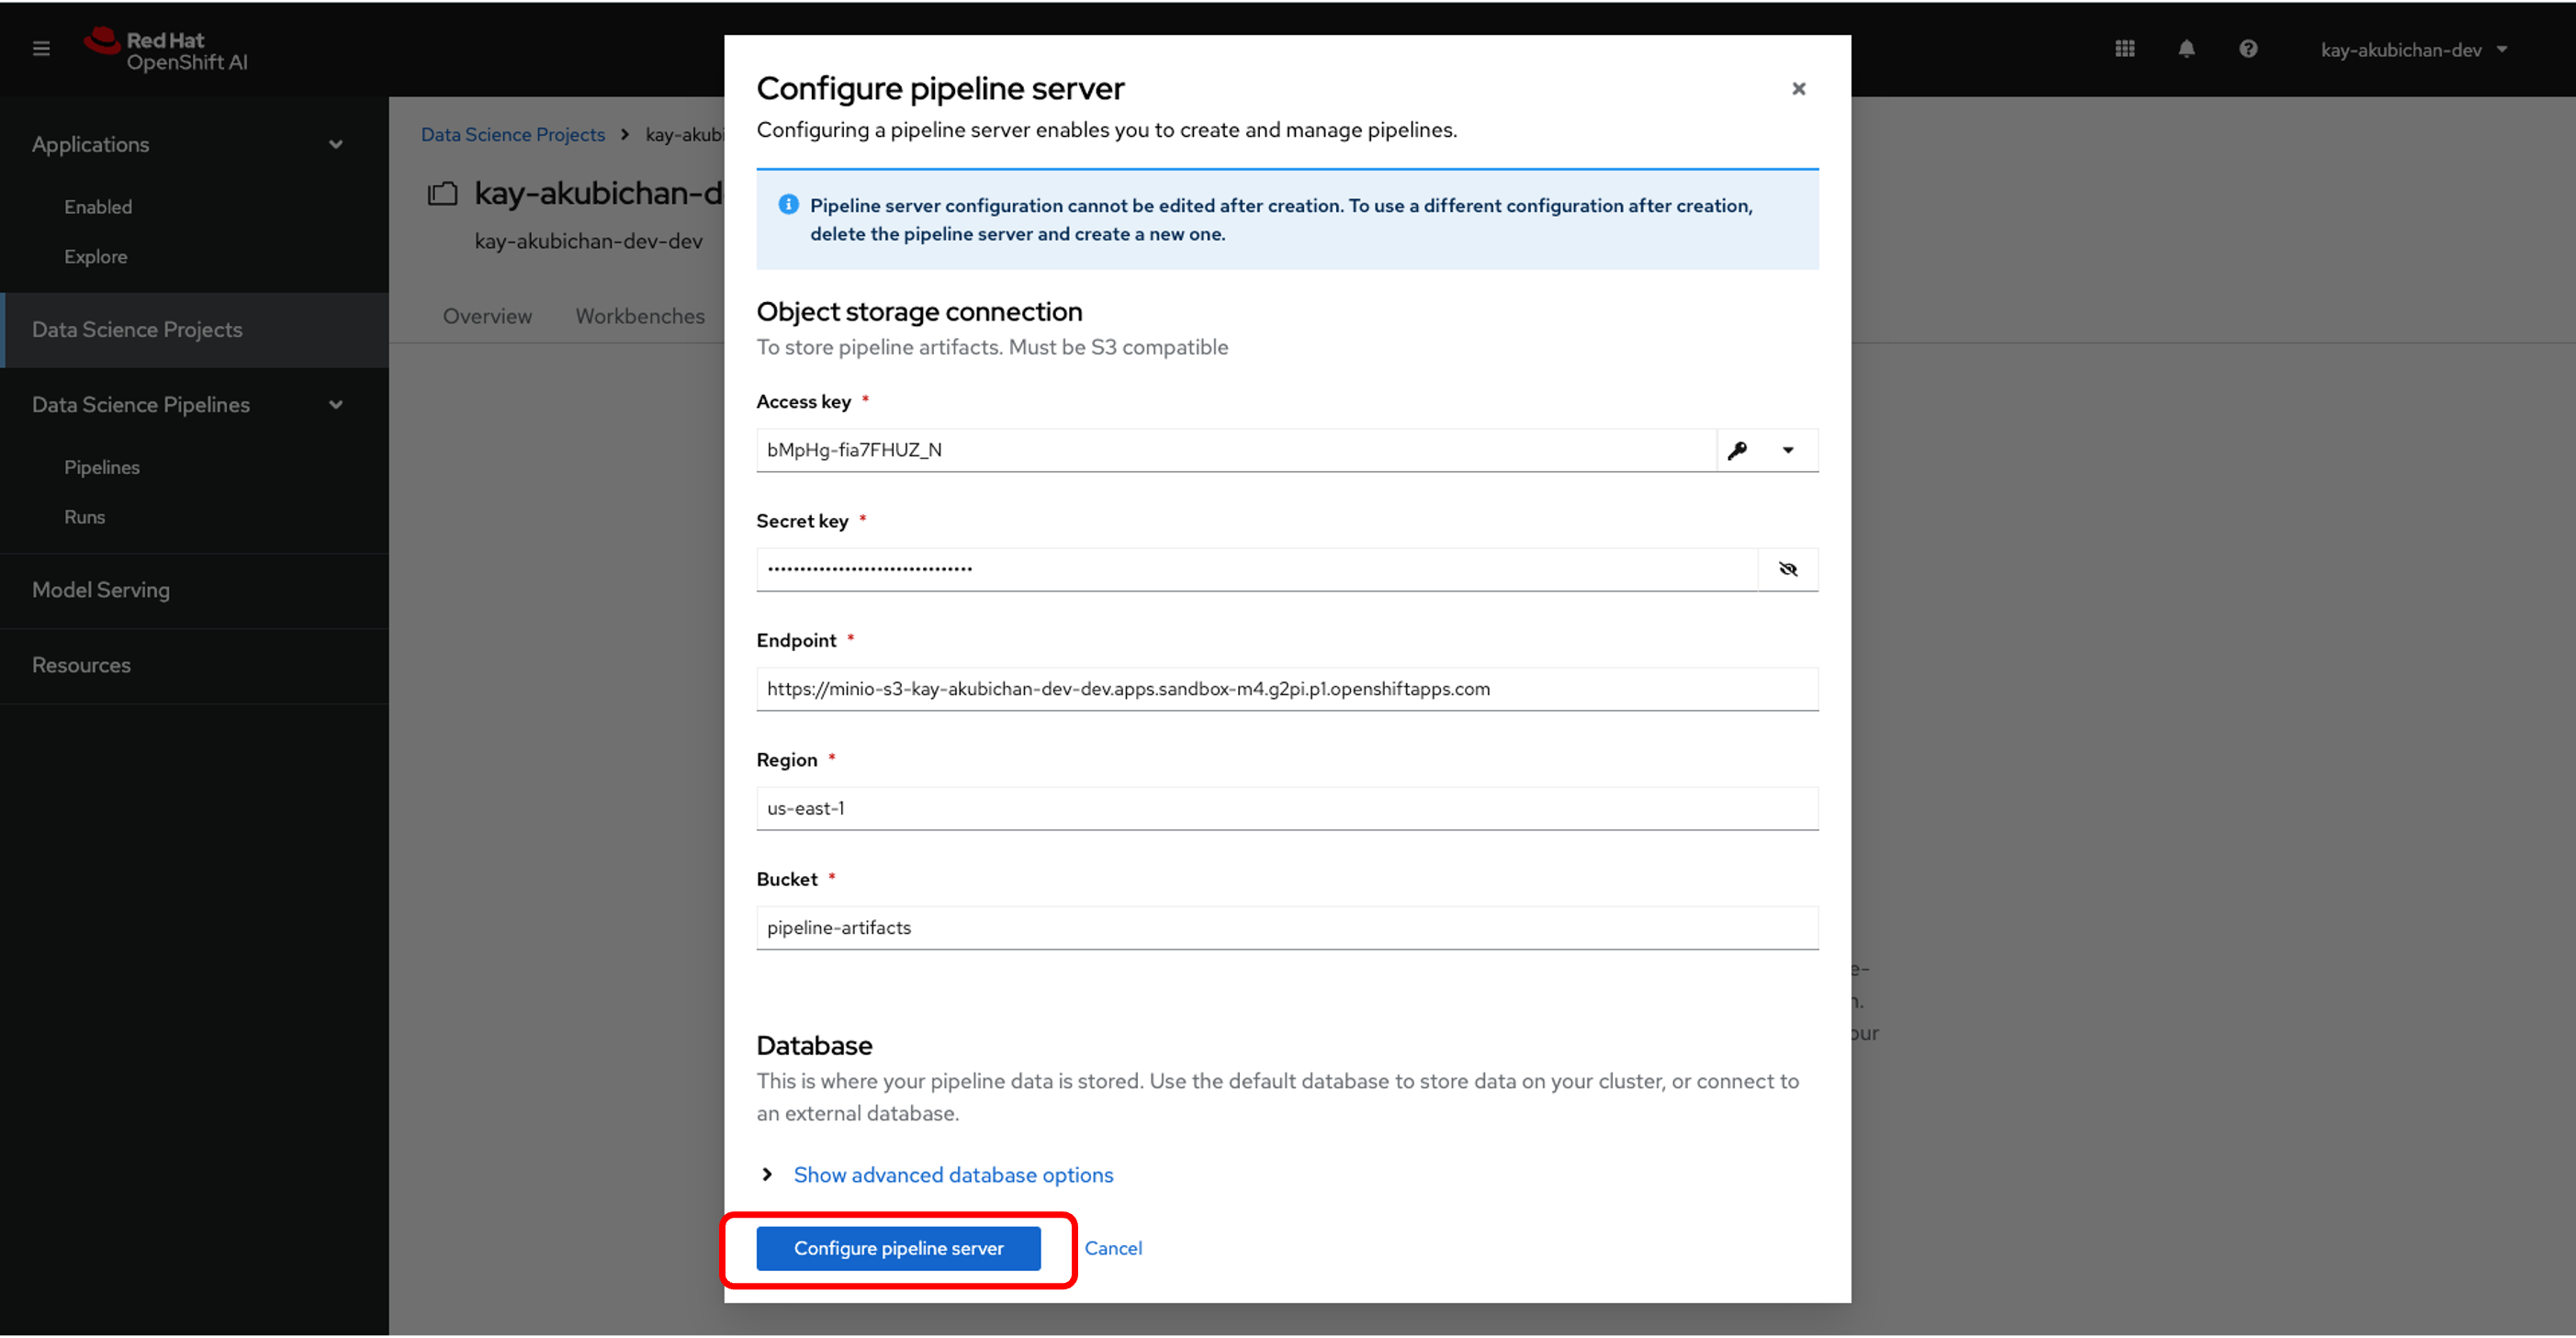 Red Hat
OpenShift AI
kay-akubichan-dev
Applications
Enabled
Explore
Data Science Projects
Data Science Pipelines
Pipelines
Runs
Model Serving
Resources
Data Science Projects > kay-akubi
kay-akubichan-d
kay-akubichan-dev-dev
Overview Workbenches
Configure pipeline server
Configuring a pipeline server enables you to create and manage pipelines.
Pipeline server configuration cannot be edited after creation. To use a different configuration after creation,
delete the pipeline server and create a new one.
Object storage connection
To store pipeline artifacts. Must be S3 compatible
Access key *
bMpHg-fia7FHUZ_N
Secret key *
••••••••••••••••••••••••••••••••
Endpoint *
https://minio-s3-kay-akubichan-dev-dev.apps.sandbox-m4.g2pi.p1.openshiftapps.com
Region *
us-east-1
Bucket *
pipeline-artifacts
Database
This is where your pipeline data is stored. Use the default database to store data on your cluster, or connect to
an external database.
Show advanced database options
Configure pipeline server Cancel
e-
n.
our